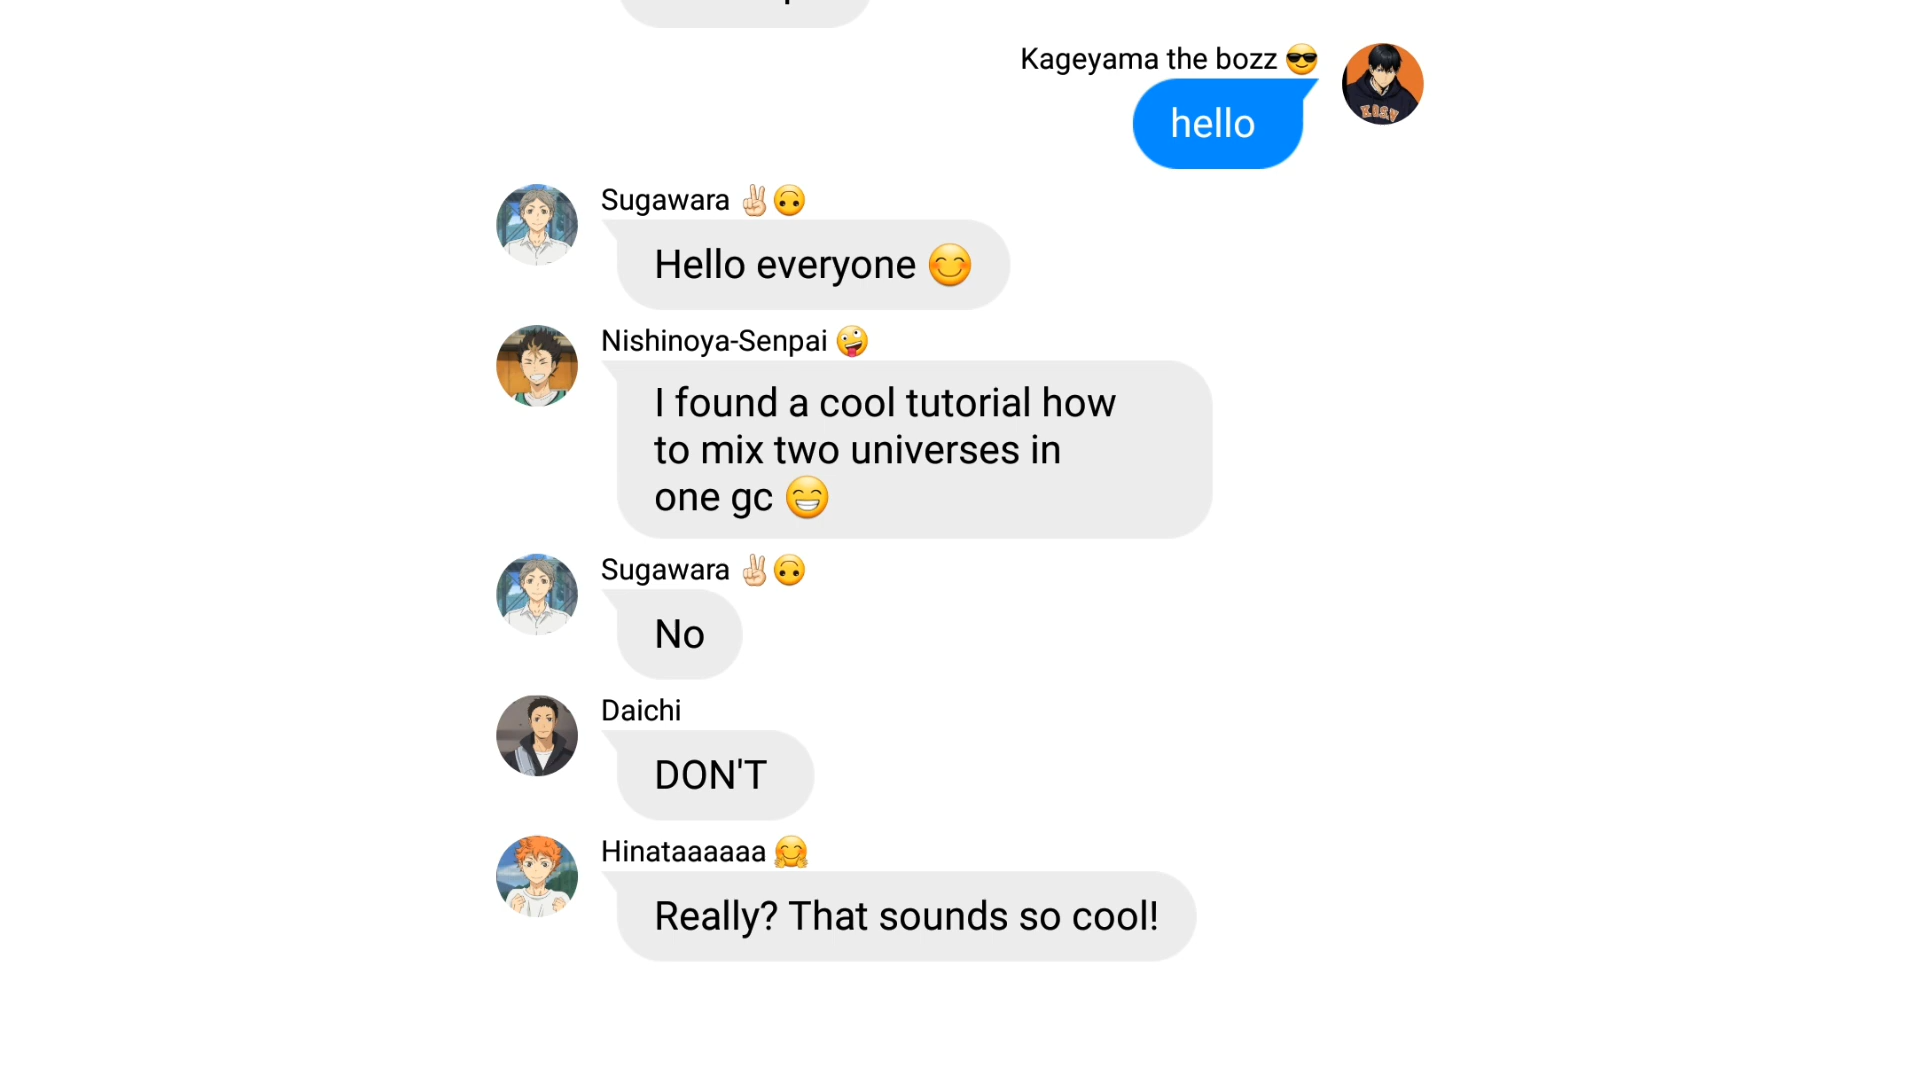 Kageyama the bozz 😎
hello
Sugawara ✌🏻🙃
Hello everyone 😊
Nishinoya-Senpai 🤪
I found a cool tutorial how
to mix two universes in
one gc 😁
Sugawara ✌🏻🙃
No
Daichi
DON'T
Hinataaaaaa 🤗
Really? That sounds so cool!